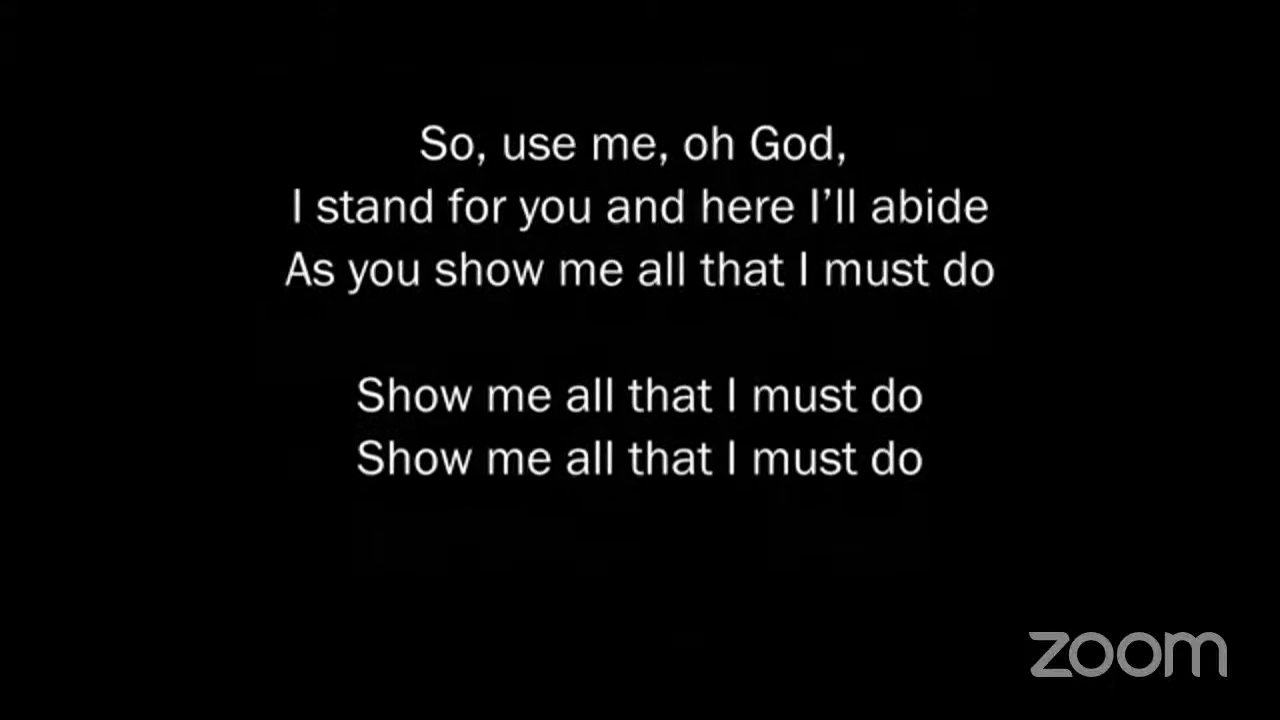 So, use me, oh God,
I stand for you and here I’ll abide
As you show me all that I must do
Show me all that I must do
Show me all that I must do
zoom